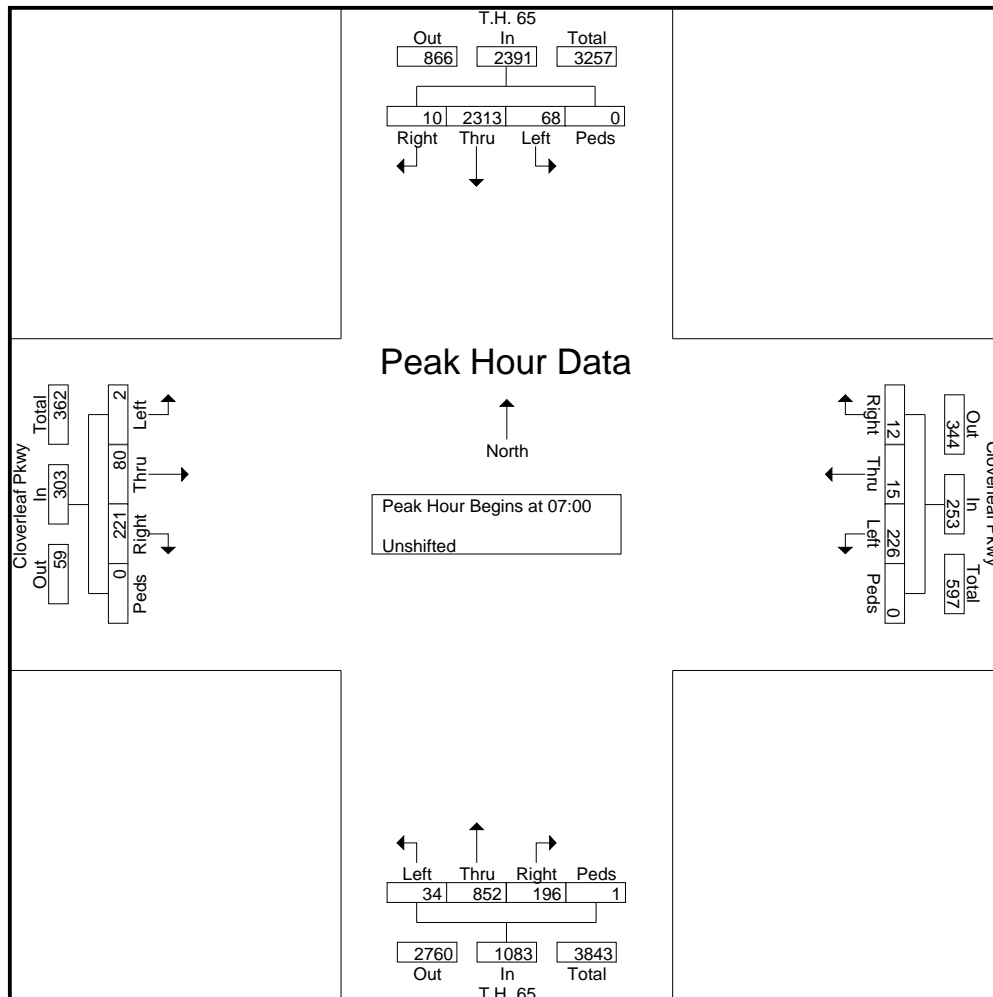 T.H. 65
Out In Total
866 2391 3257
10 2313 68 0
Right Thru Left Peds
Peak Hour Data
North
Peak Hour Begins at 07:00
Unshifted
Cloverleaf Pkwy
Out In Total
59 303 362
2 80 221 0
Left Thru Right Peds
Cloverleaf Pkwy
Out In Total
344 253 597
12 15 226 0
Right Thru Left Peds
Left Thru Right Peds
34 852 196 1
2760 1083 3843
Out In Total
T.H. 65